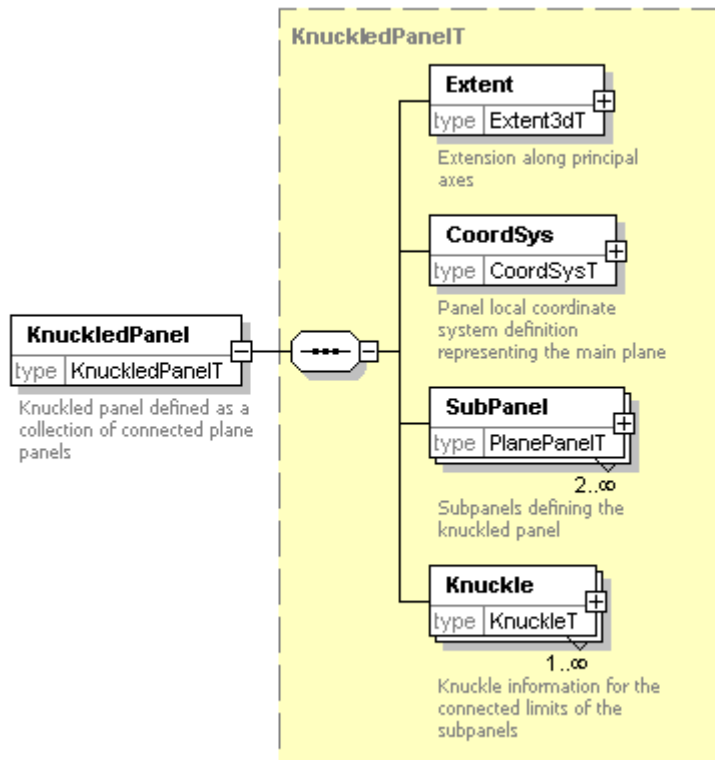 KnuckledPanelT
Extent
type Extent3dT
Extension along principal
axes
CoordSys
type CoordSysT
Panel local coordinate
system definition
representing the main plane
KnuckledPanel
type KnuckledPanelT
Knuckled panel defined as a
collection of connected plane
panels
SubPanel
type PlanePanelT
2..∞
Subpanels defining the
knuckled panel
Knuckle
type KnuckleT
1..∞
Knuckle information for the
connected limits of the
subpanels